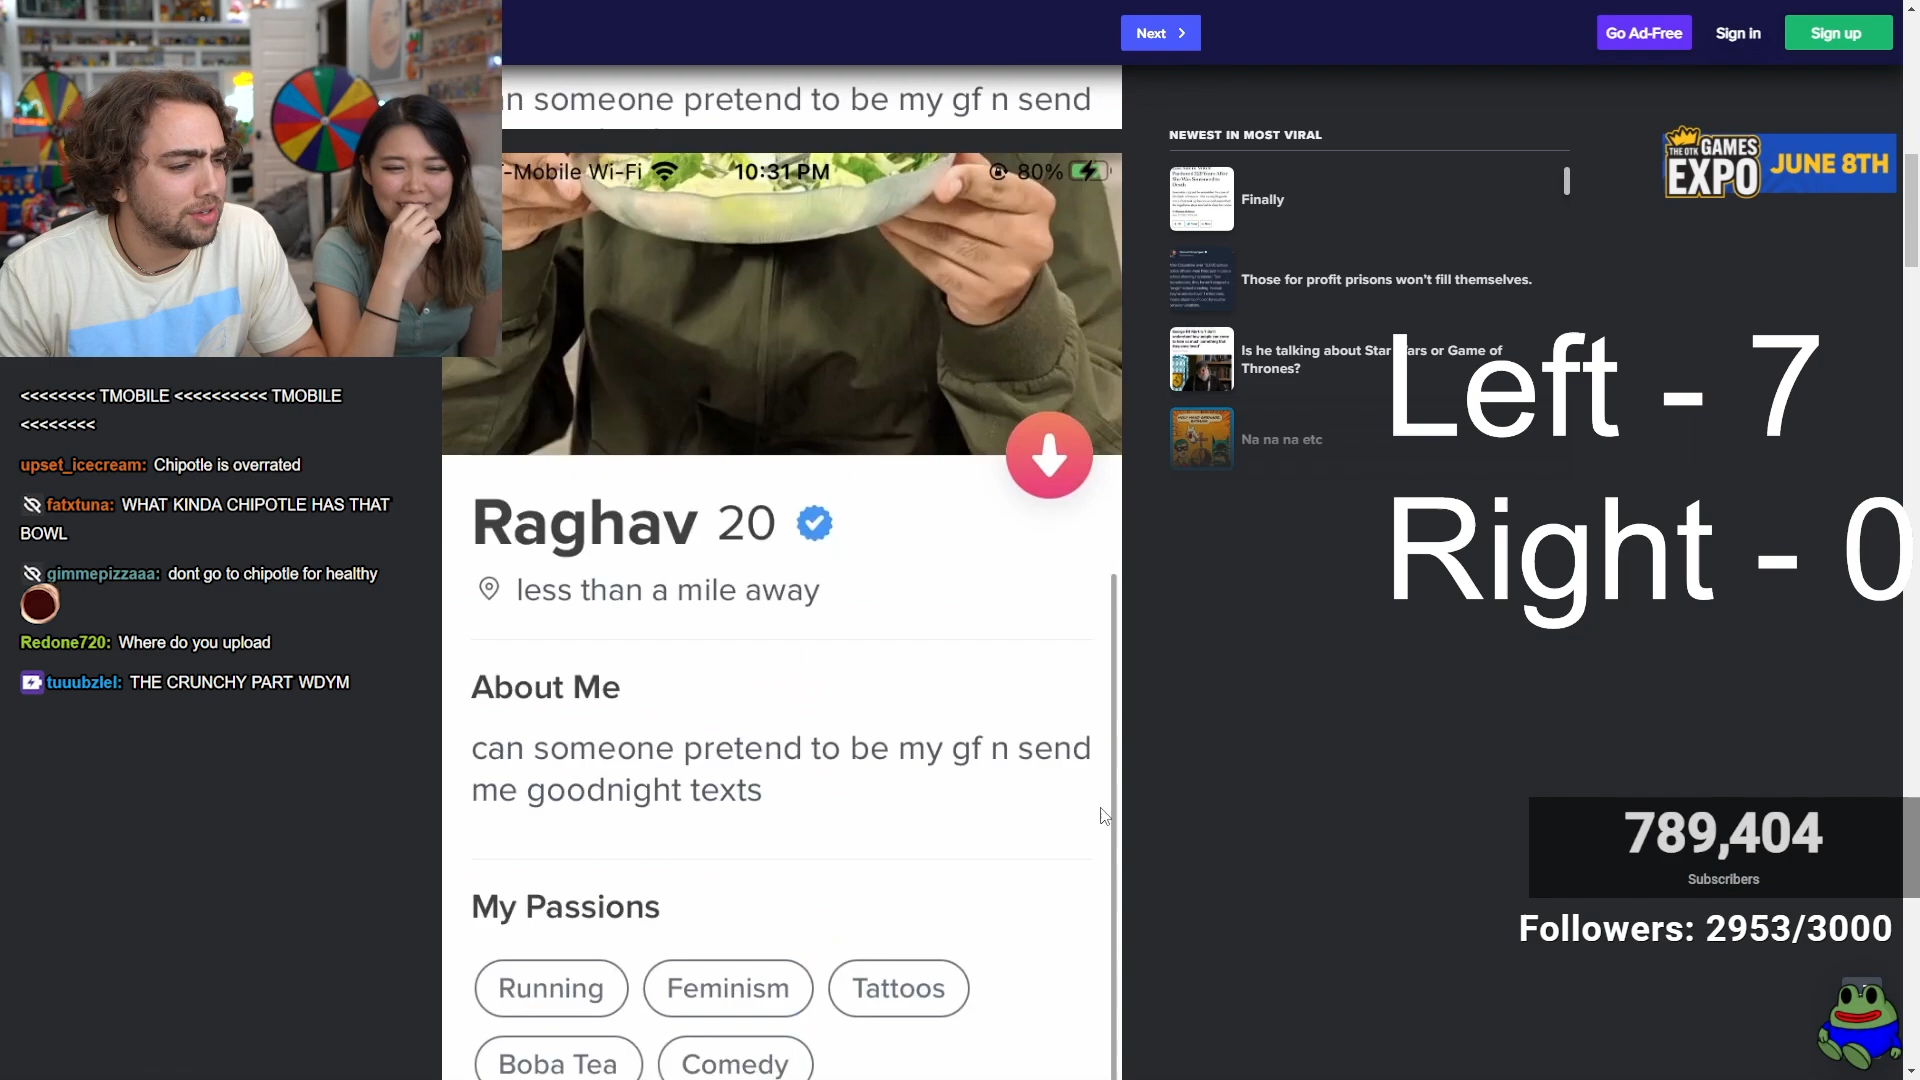 Next
Go Ad-Free
Sign in
Sign up
n someone pretend to be my gf n send
-Mobile Wi-Fi
10:31 PM
80%
NEWEST IN MOST VIRAL
Finally
Those for profit prisons won't fill themselves.
Is he talking about Star ars or Game of
Thrones?
Na na na etc
THE OTK GAMES
EXPO
JUNE 8TH
Left - 7
Right - 0
<<<<<<<< TMOBILE <<<<<<<<<< TMOBILE
<<<<<<<<
upset_icecream: Chipotle is overrated
fatxtuna: WHAT KINDA CHIPOTLE HAS THAT
BOWL
gimmepizzaaa: dont go to chipotle for healthy
Redone720: Where do you upload
tuuubzlel: THE CRUNCHY PART WDYM
Raghav 20
less than a mile away
About Me
can someone pretend to be my gf n send
me goodnight texts
My Passions
Running
Feminism
Tattoos
Boba Tea
Comedy
789,404
Subscribers
Followers: 2953/3000